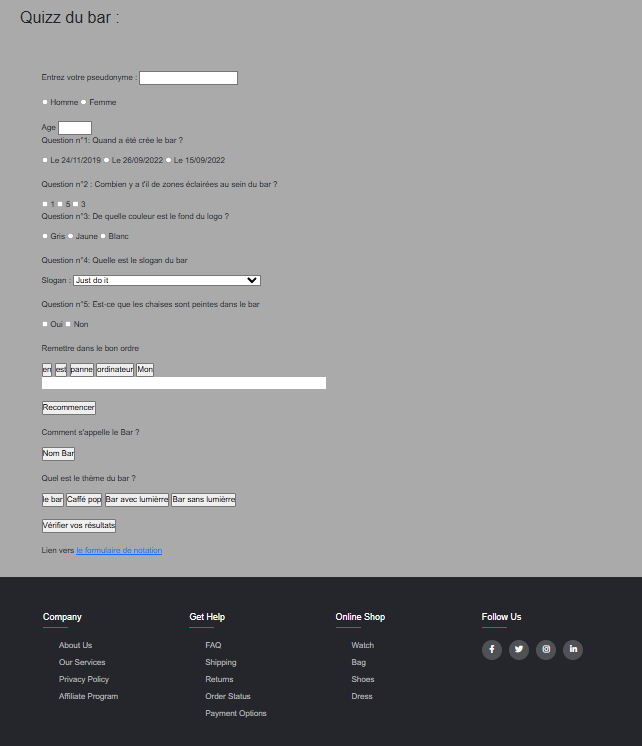 Quizz du bar :
Entrez votre pseudonyme :
Homme Femme
Age
Question n°1: Quand a été crée le bar ?
Le 24/11/2019 Le 26/09/2022 Le 15/09/2022
Question n°2 : Combien y a t'il de zones éclairées au sein du bar ?
1 5 3
Question n°3: De quelle couleur est le fond du logo ?
Gris Jaune Blanc
Question n°4: Quelle est le slogan du bar
Slogan : Just do it
Question n°5: Est-ce que les chaises sont peintes dans le bar
Oui Non
Remettre dans le bon ordre
en est panne ordinateur Mon
Recommencer
Comment s'appelle le Bar ?
Nom Bar
Quel est le thème du bar ?
le bar Caffé pop Bar avec lumièrre Bar sans lumièrre
Vérifier vos résultats
Lien vers le formulaire de notation
Company Get Help Online Shop Follow Us
About Us FAQ Watch
Our Services Shipping Bag
Privacy Policy Returns Shoes
Affiliate Program Order Status Dress
Payment Options